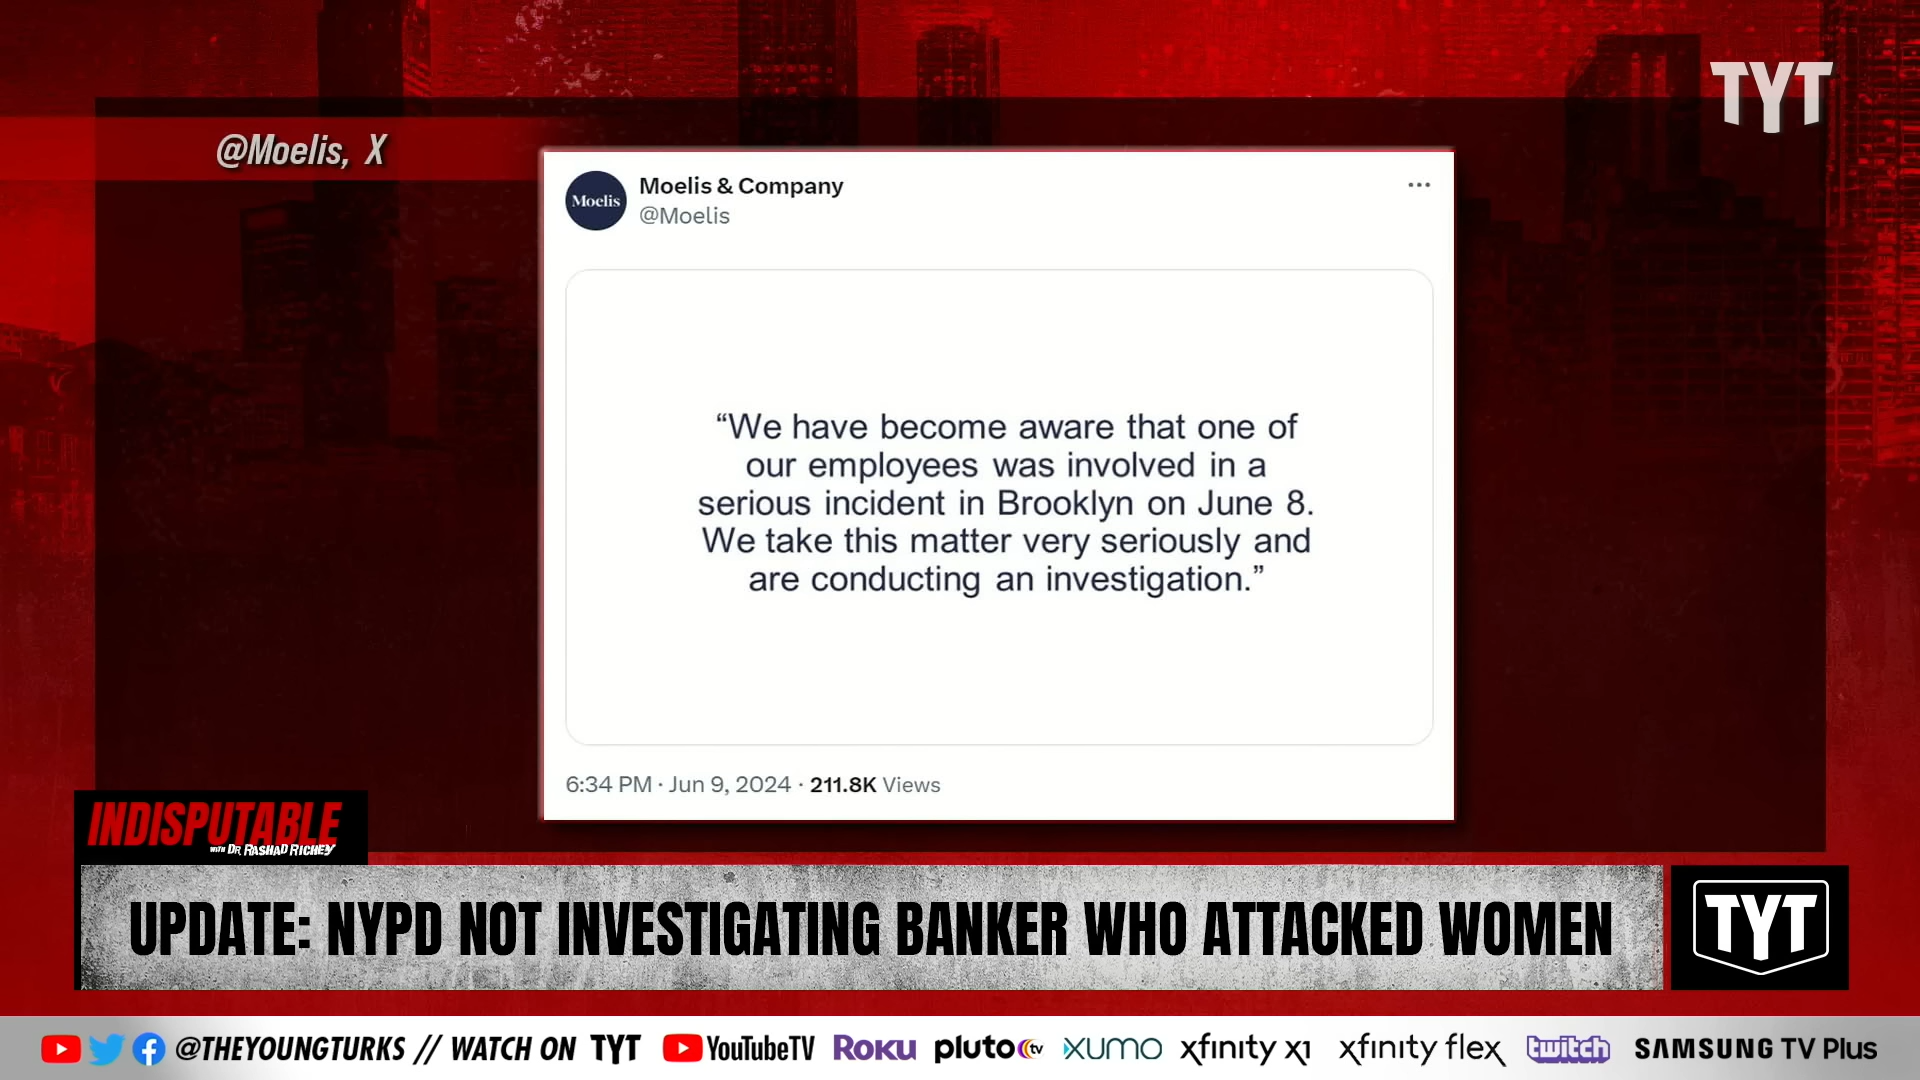 TYT
@Moelis, X
Moelis
Moelis & Company
@Moelis
“We have become aware that one of
our employees was involved in a
serious incident in Brooklyn on June 8.
We take this matter very seriously and
are conducting an investigation.”
6:34 PM · Jun 9, 2024 · 211.8K Views
INDISPUTABLE
WITH DR RASHAD RICHEY
UPDATE: NYPD NOT INVESTIGATING BANKER WHO ATTACKED WOMEN
TYT
@THEYOUNGTURKS // WATCH ON TYT YouTubeTV ROKU pluto tv XUMO xfinity x1 xfinity flex twitch SAMSUNG TV Plus